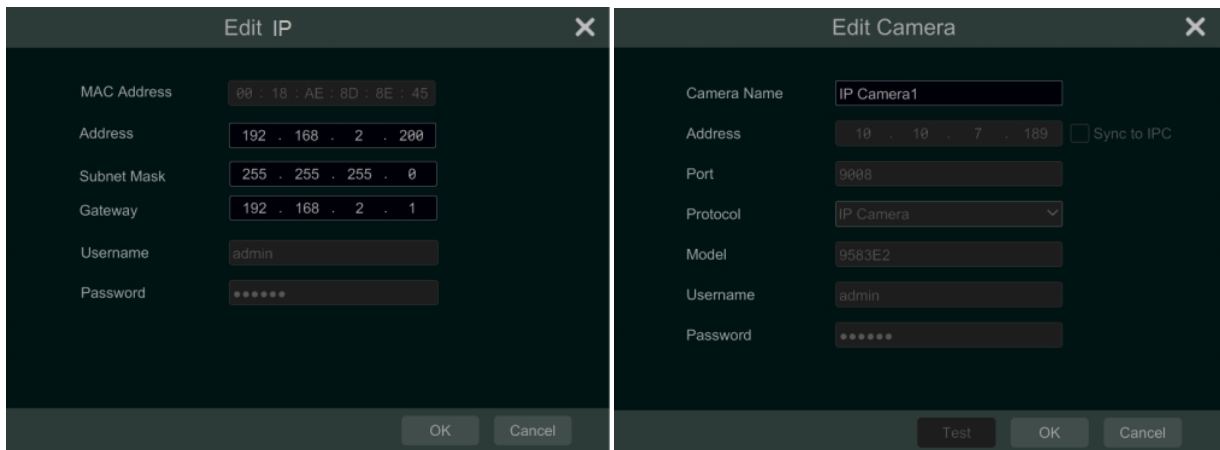 Edit IP
MAC Address 00 : 18 : AE : 8D : 8E : 45
Address 192 . 168 . 2 . 200
Subnet Mask 255 . 255 . 255 . 0
Gateway 192 . 168 . 2 . 1
Username admin
Password ●●●●●●
OK Cancel
Edit Camera
Camera Name IP Camera1
Address 10 . 10 . 7 . 189 Sync to IPC
Port 9008
Protocol IP Camera
Model 9583E2
Username admin
Password ●●●●●●
Test OK Cancel